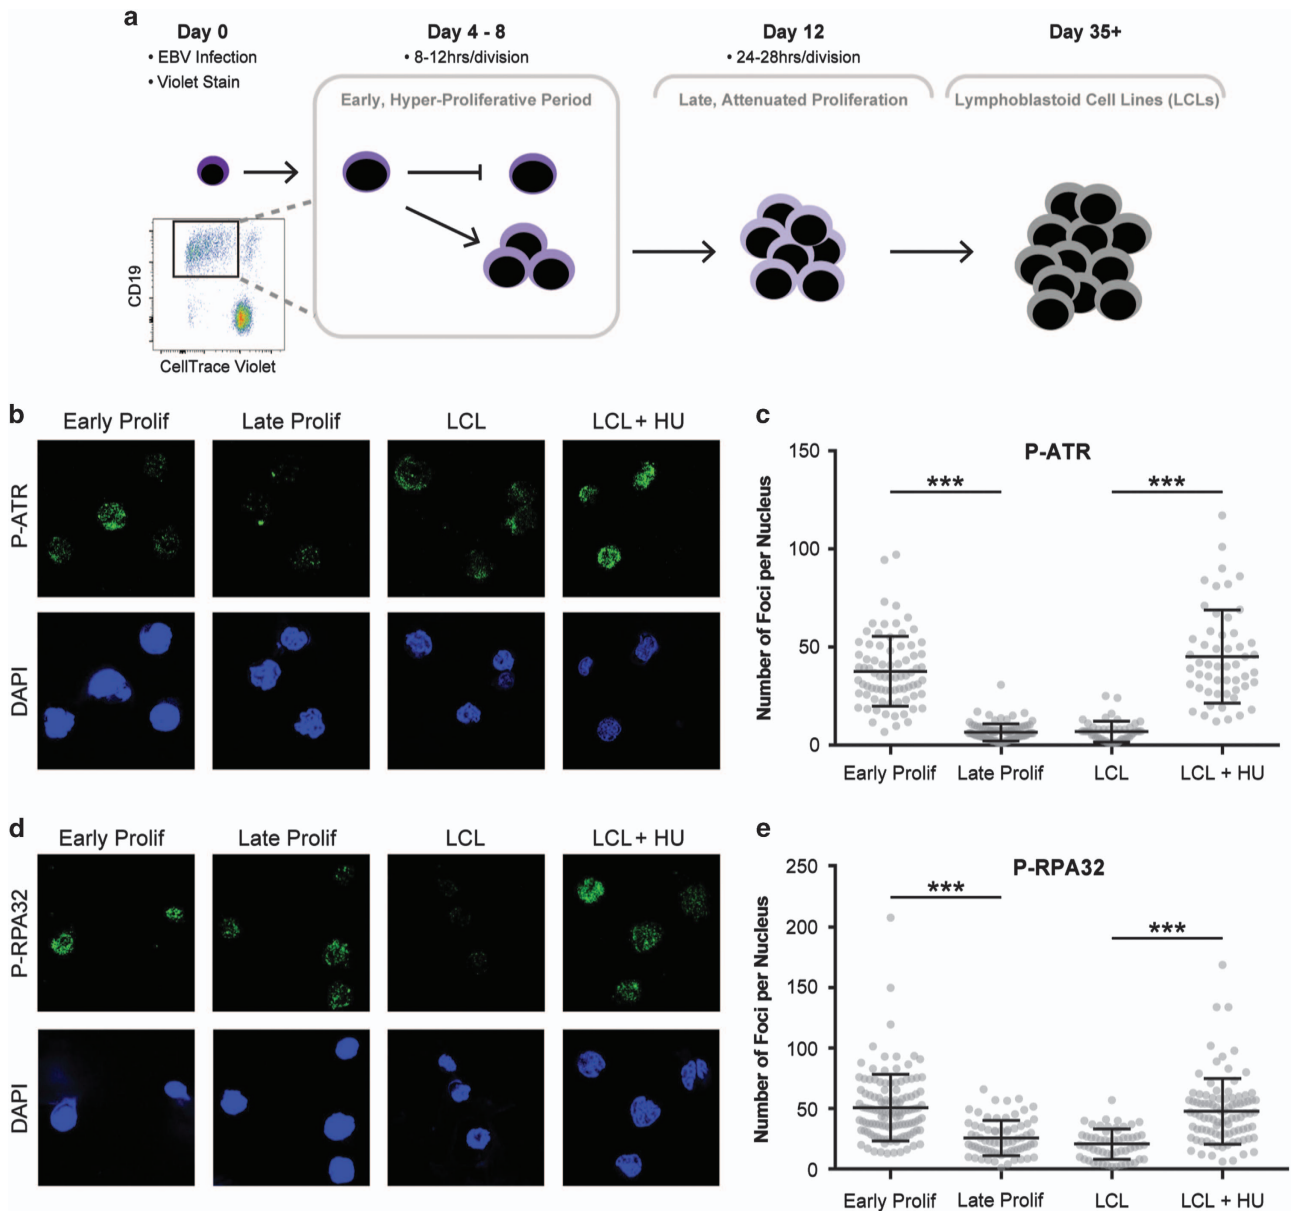 a
Day 0
• EBV Infection
• Violet Stain
Day 4 - 8
• 8-12hrs/division
Day 12
• 24-28hrs/division
Day 35+
Early, Hyper-Proliferative Period
Late, Attenuated Proliferation
Lymphoblastoid Cell Lines (LCLs)
CD19
CellTrace Violet
b
Early Prolif
Late Prolif
LCL
LCL + HU
P-ATR
DAPI
c
P-ATR
Number of Foci per Nucleus
150
100
50
0
***
***
Early Prolif
Late Prolif
LCL
LCL + HU
d
Early Prolif
Late Prolif
LCL
LCL + HU
P-RPA32
DAPI
e
P-RPA32
Number of Foci per Nucleus
250
200
150
100
50
0
***
***
Early Prolif
Late Prolif
LCL
LCL + HU